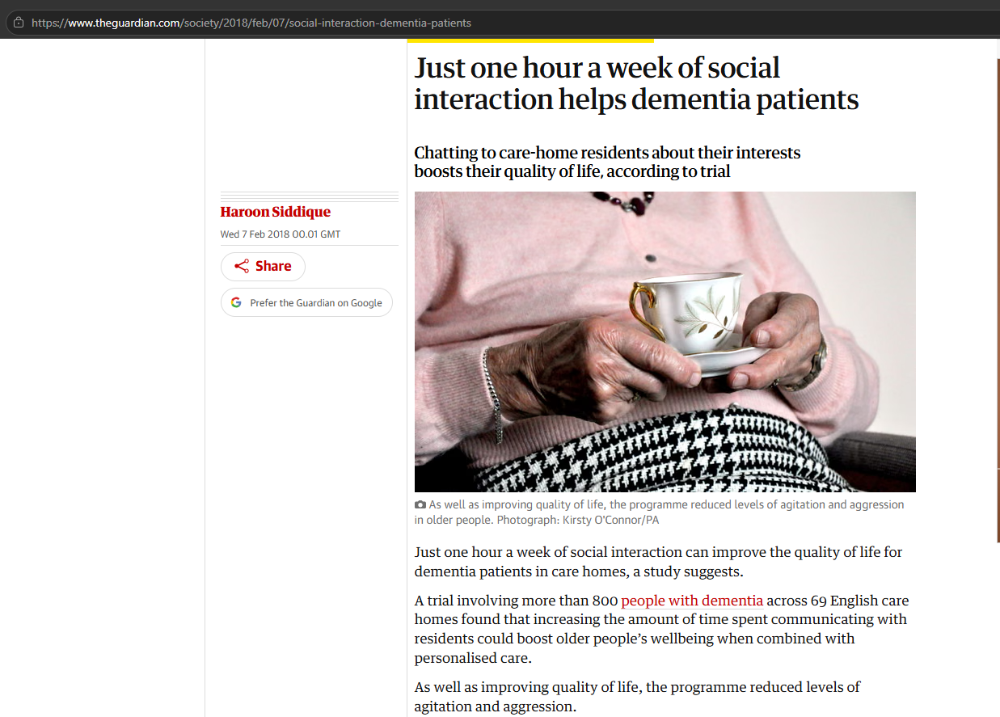 https://www.theguardian.com/society/2018/feb/07/social-interaction-dementia-patients
Just one hour a week of social
interaction helps dementia patients
Chatting to care-home residents about their interests
boosts their quality of life, according to trial
Haroon Siddique
Wed 7 Feb 2018 00.01 GMT
Share
Prefer the Guardian on Google
As well as improving quality of life, the programme reduced levels of agitation and aggression
in older people. Photograph: Kirsty O'Connor/PA
Just one hour a week of social interaction can improve the quality of life for
dementia patients in care homes, a study suggests.
A trial involving more than 800 people with dementia across 69 English care
homes found that increasing the amount of time spent communicating with
residents could boost older people’s wellbeing when combined with
personalised care.
As well as improving quality of life, the programme reduced levels of
agitation and aggression.